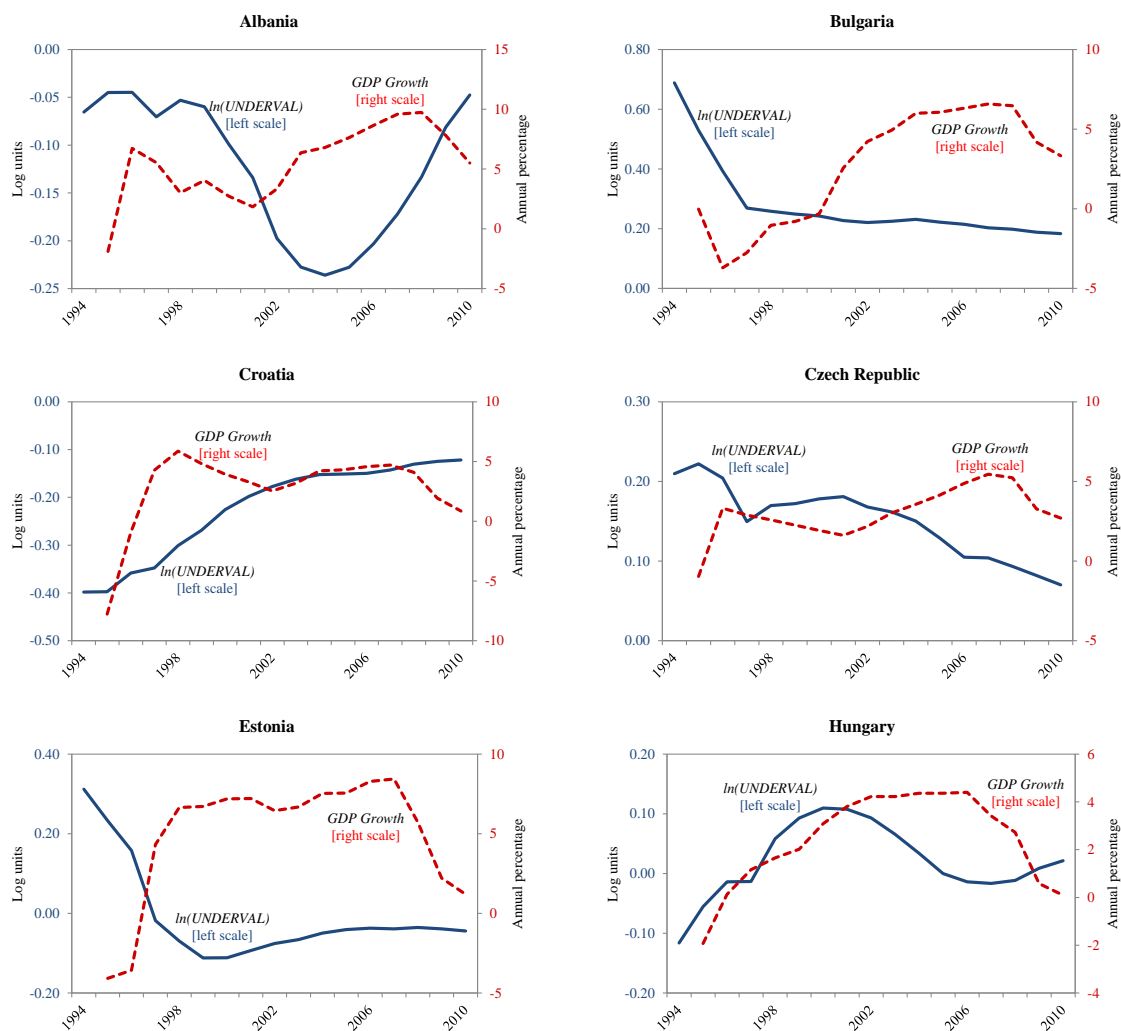 Albania
0.00
-0.05
-0.10
-0.15
-0.20
-0.25
Log units
15
10
5
0
-5
Annual percentage
ln(UNDERVAL)
[left scale]
GDP Growth
[right scale]
1994
1998
2002
2006
2010
Bulgaria
0.80
0.60
0.40
0.20
0.00
Log units
10
5
0
-5
Annual percentage
ln(UNDERVAL)
[left scale]
GDP Growth
[right scale]
1994
1998
2002
2006
2010
Croatia
0.00
-0.10
-0.20
-0.30
-0.40
-0.50
Log units
10
5
0
-5
-10
Annual percentage
GDP Growth
[right scale]
ln(UNDERVAL)
[left scale]
1994
1998
2002
2006
2010
Czech Republic
0.30
0.20
0.10
0.00
Log units
10
5
0
-5
Annual percentage
ln(UNDERVAL)
[left scale]
GDP Growth
[right scale]
1994
1998
2002
2006
2010
Estonia
0.40
0.20
0.00
-0.20
Log units
10
5
0
-5
Annual percentage
GDP Growth
[right scale]
ln(UNDERVAL)
[left scale]
1994
1998
2002
2006
2010
Hungary
0.20
0.10
0.00
-0.10
-0.20
Log units
6
4
2
0
-2
-4
Annual percentage
ln(UNDERVAL)
[left scale]
GDP Growth
[right scale]
1994
1998
2002
2006
2010